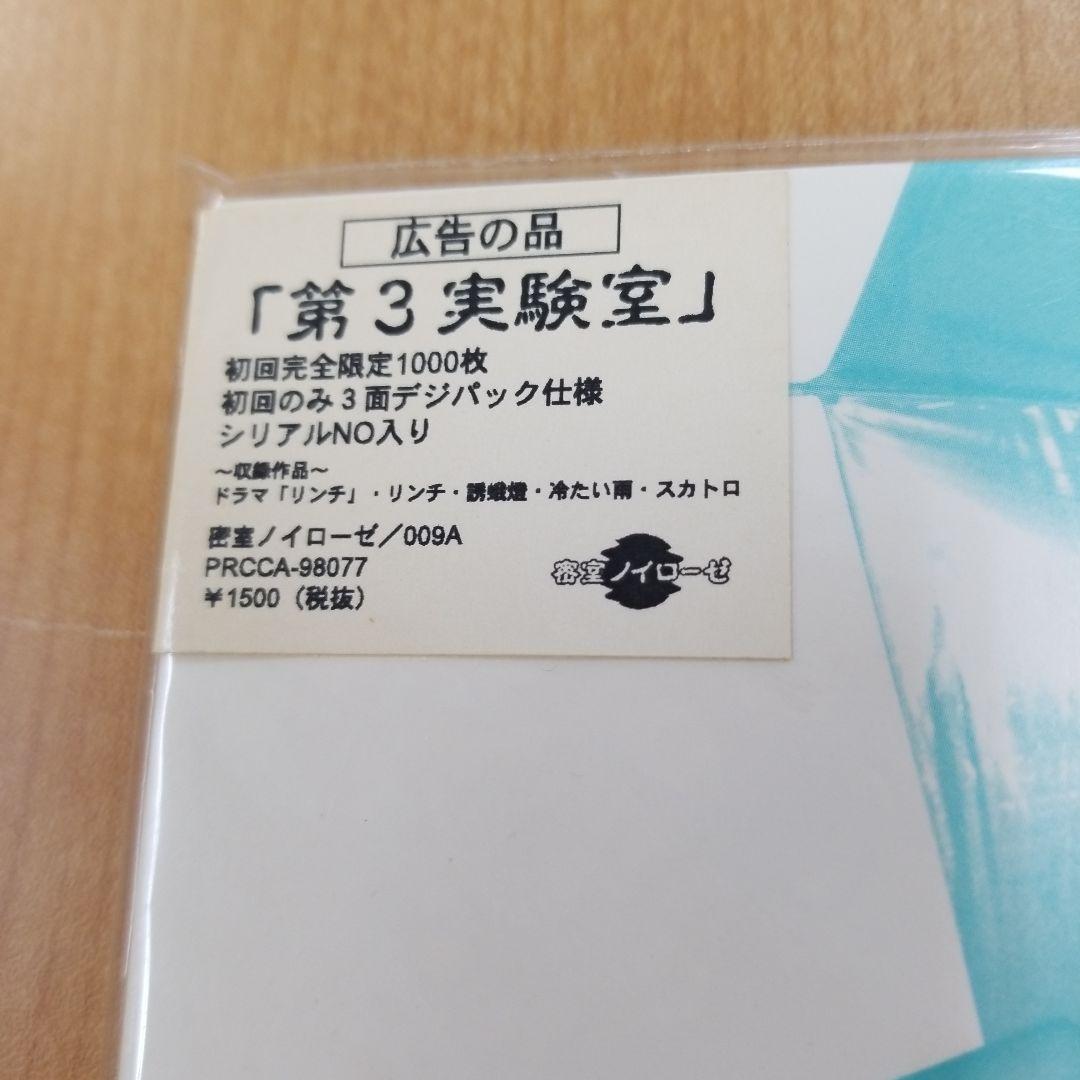 広告の品
「第3実験室」
初回完全限定1000枚
初回のみ3面デジパック仕様
シリアルNO入り
～収録作品～
ドラマ「リンチ」・リンチ・誘蛾燈・冷たい雨・スカトロ
密室ノイローゼ／009A
PRCCA-98077
￥1500（税抜）
密室ノイローゼ